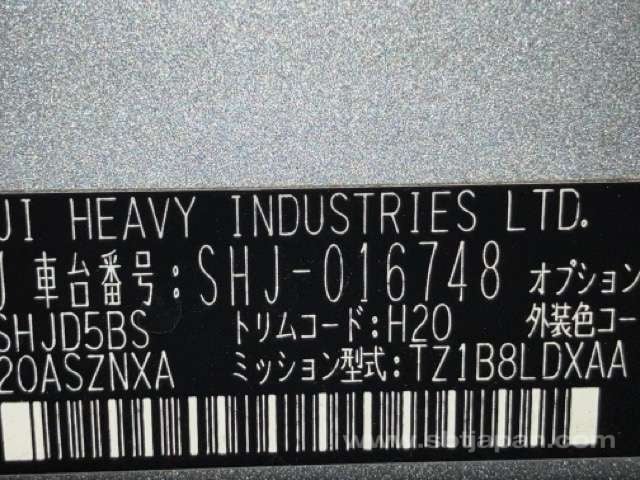 JI HEAVY INDUSTRIES LTD.
車台番号: SHJ-016748 オプション
SHJD5BS トリムコード: H20 外装色コー
20ASZNXA ミッション型式: TZ1B8LDXAA
www.sbtjapan.com